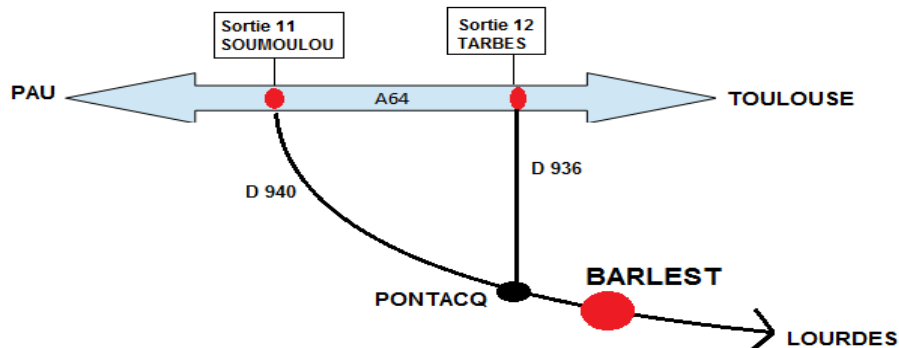 Sortie 11
SOUMOULOU
Sortie 12
TARBES
PAU
A64
TOULOUSE
D 940
D 936
PONTACQ
BARLEST
LOURDES